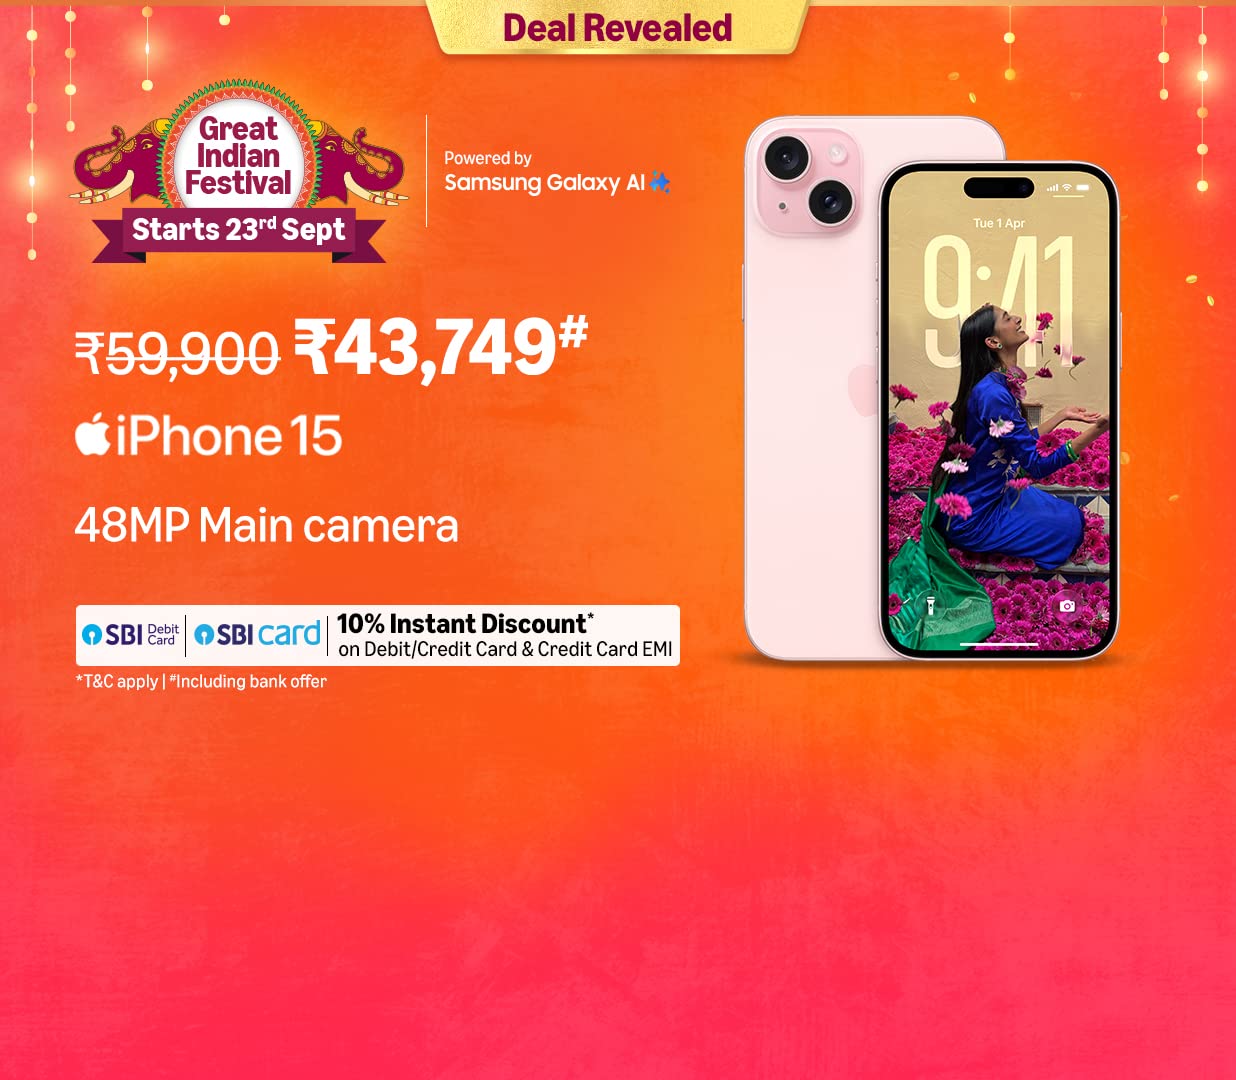 Deal Revealed
Great
Indian
Festival
Starts 23rd Sept
Powered by
Samsung Galaxy AI
₹59,900 ₹43,749#
iPhone 15
48MP Main camera
SBI Debit Card
SBI card
10% Instant Discount*
on Debit/Credit Card & Credit Card EMI
*T&C apply | #Including bank offer
Tue 1 Apr
9:41